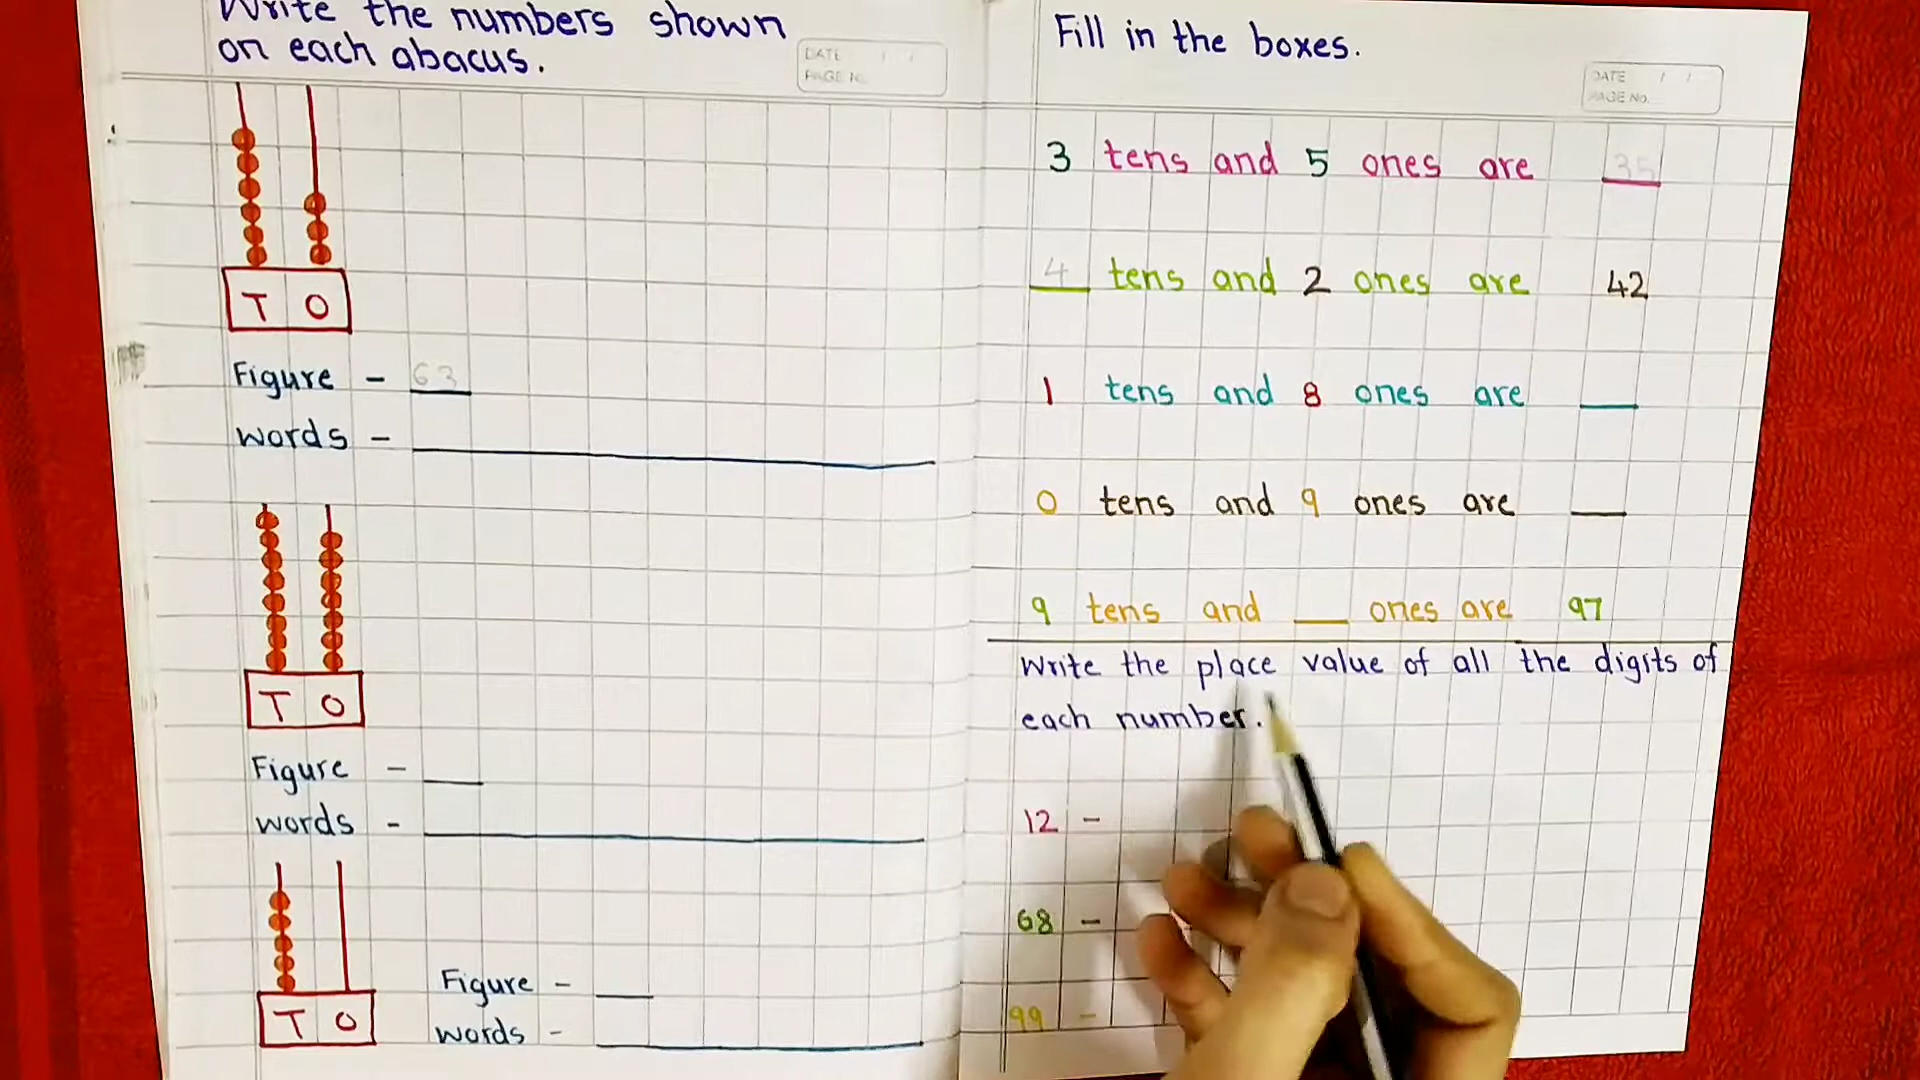 Write the numbers shown
on each abacus.
DATE / /
PAGE No.
T O
Figure - 63
words -
T O
Figure -
words -
T O
Figure -
words -
Fill in the boxes.
DATE / /
PAGE No.
3 tens and 5 ones are 35
4 tens and 2 ones are 42
1 tens and 8 ones are
0 tens and 9 ones are
9 tens and __ ones are 97
Write the place value of all the digits of
each number.
12 -
68 -
99 -